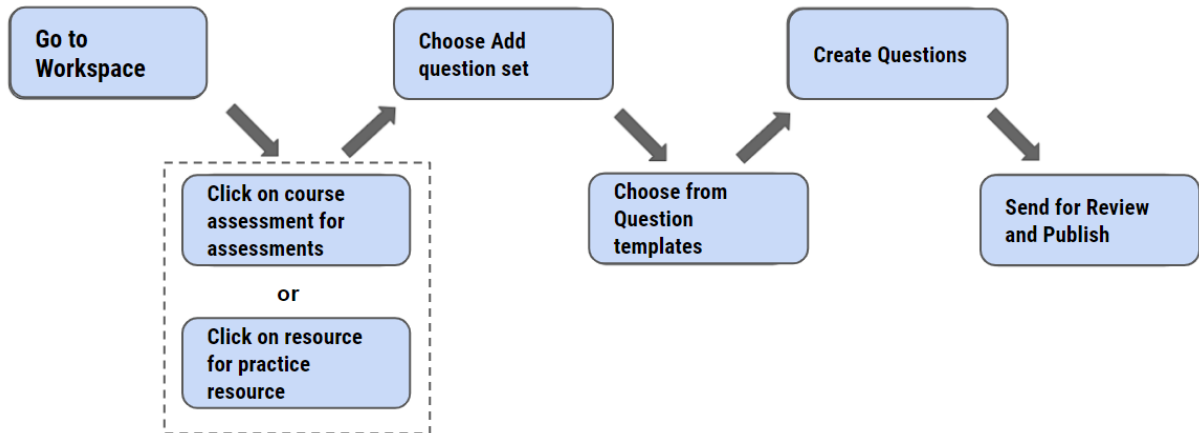 Go to
Workspace
Click on course
assessment for
assessments
or
Click on resource
for practice
resource
Choose Add
question set
Choose from
Question
templates
Create Questions
Send for Review
and Publish